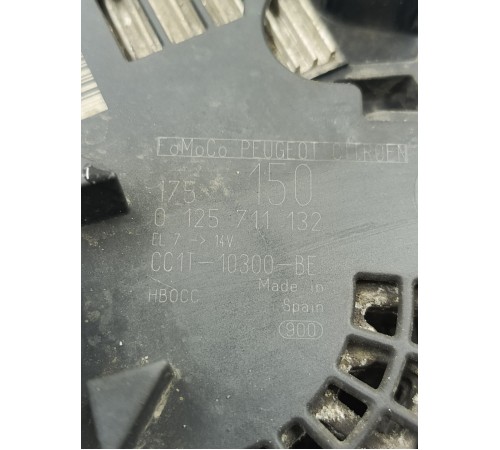 FoMoCo PEUGEOT CITROEN
175 150
0 125 711 132
EL 7 -> 14V
CC1T-10300-BE
HBOCC Made in
Spain
900